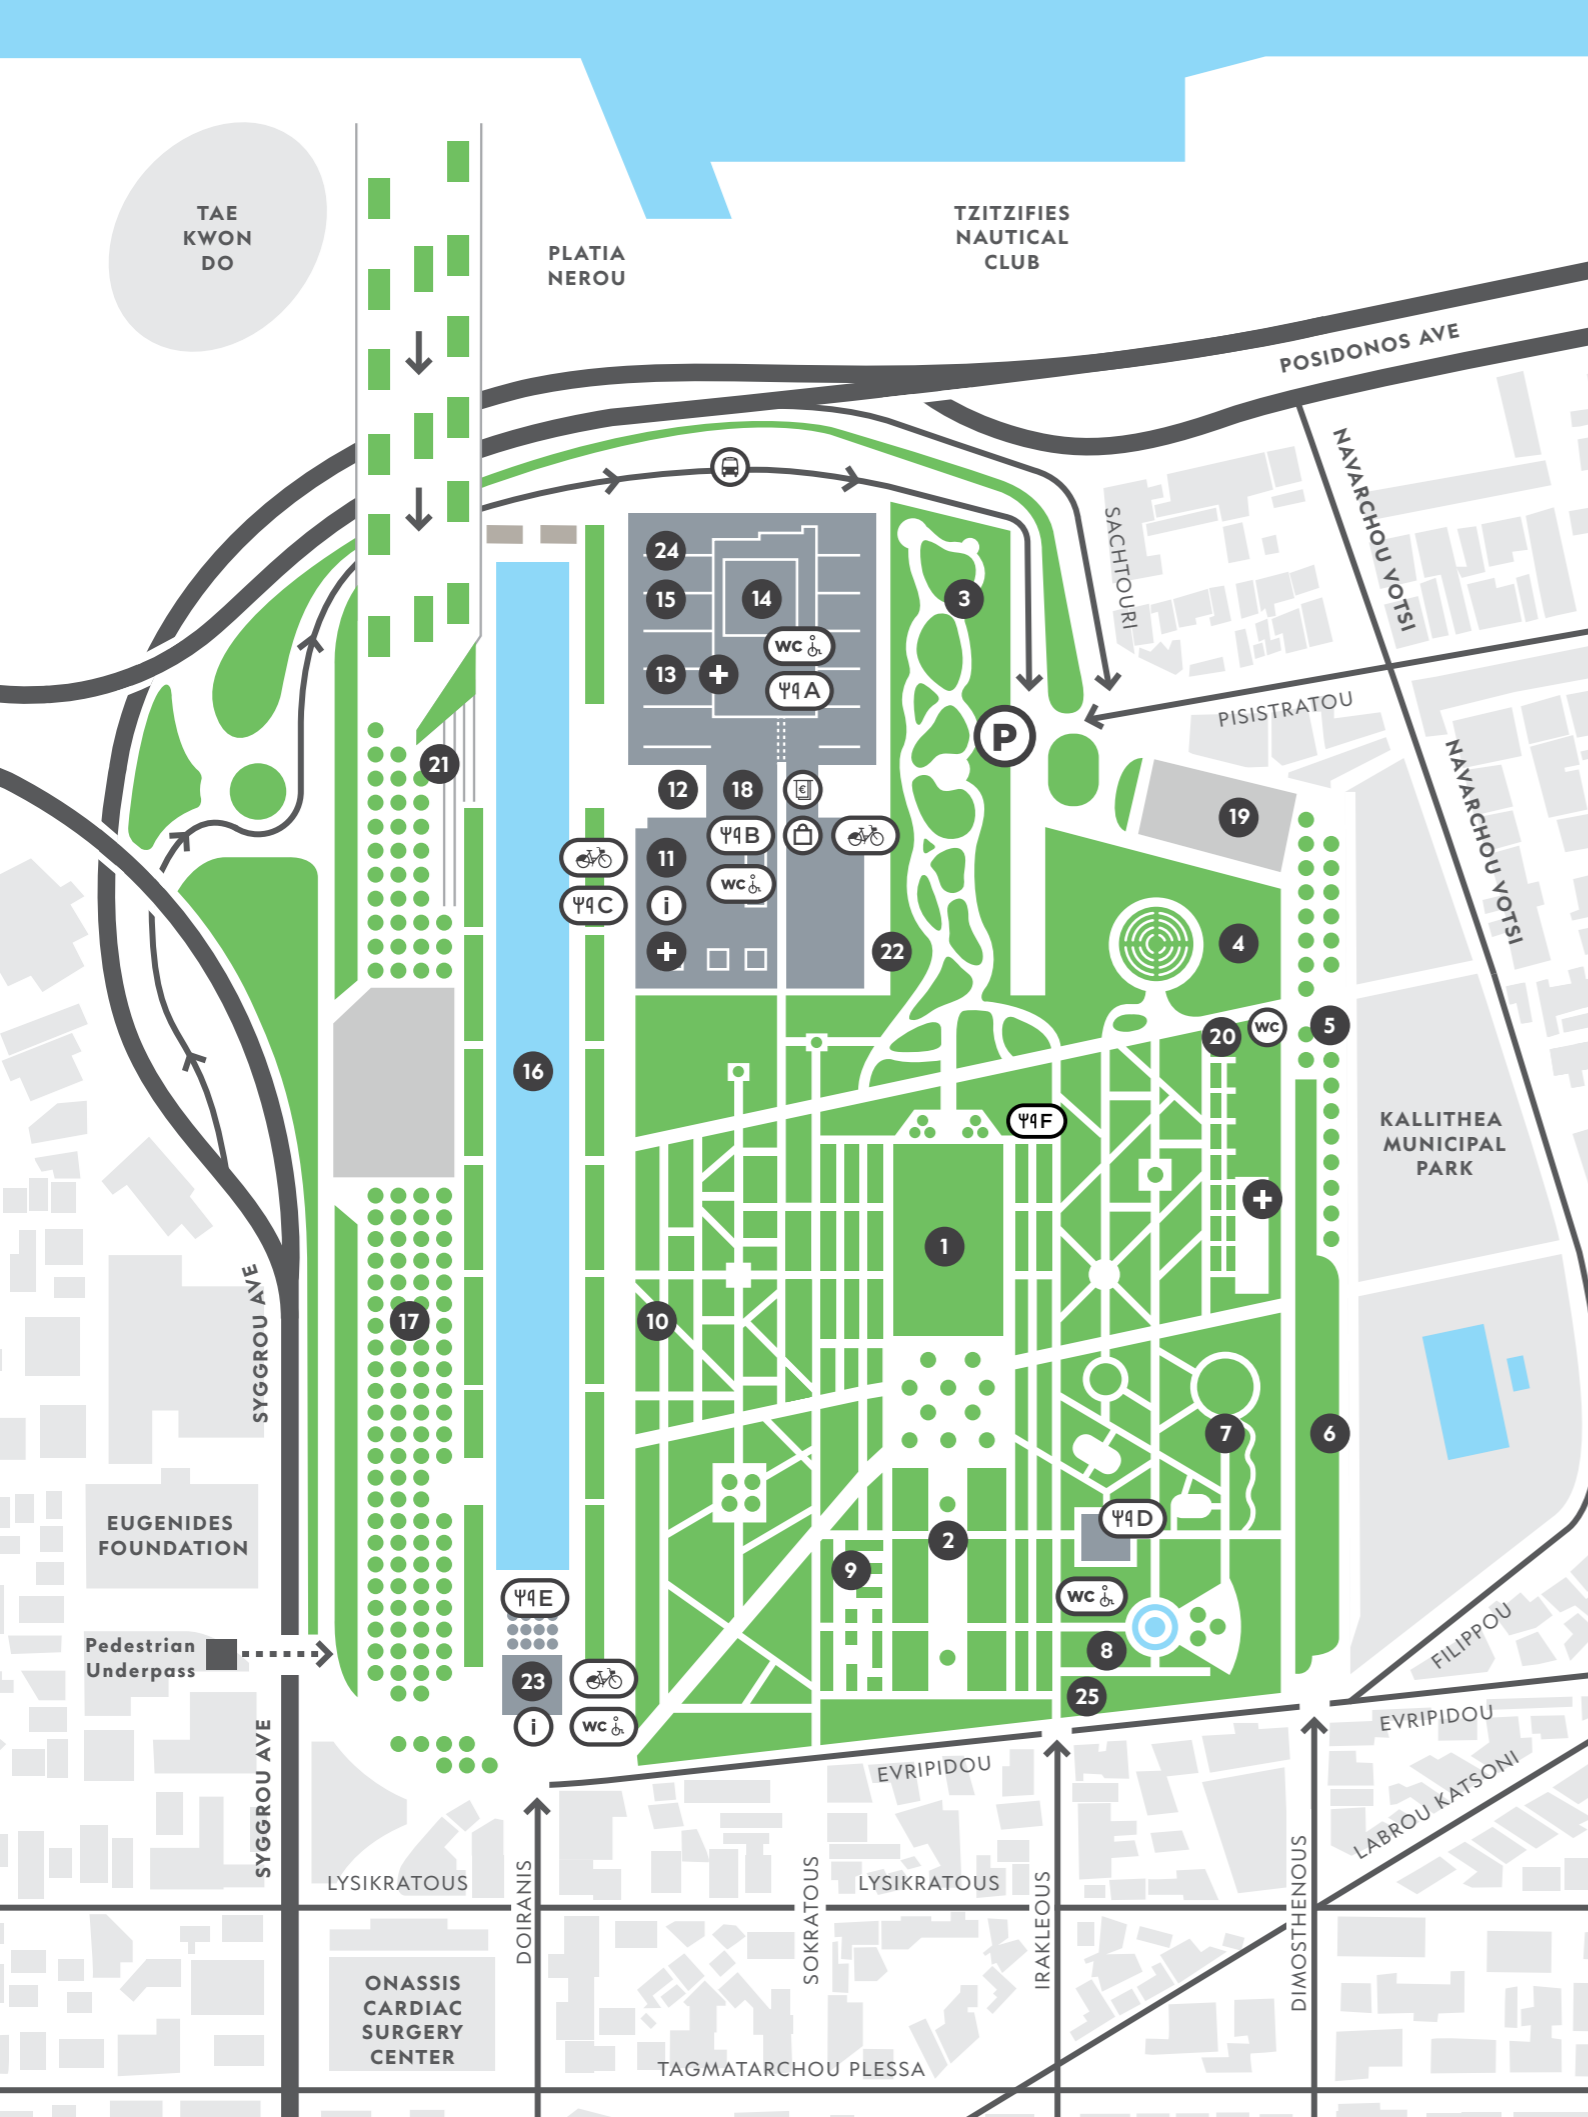 TAE
KWON
DO
PLATIA
NEROU
TZITZIFIES
NAUTICAL
CLUB
POSIDONOS AVE
NAVARCHOU VOTSI
SACHTOURI
PISISTRATOU
NAVARCHOU VOTSI
24
15
14
3
WC
13
A
P
21
12
18
€
19
B
11
WC
C
i
22
4
20
WC
5
16
F
KALLITHEA
MUNICIPAL
PARK
1
SYGGROU AVE
17
10
7
6
EUGENIDES
FOUNDATION
D
2
9
E
WC
Pedestrian
Underpass
8
23
25
i
WC
FILIPPOU
EVRIPIDOU
EVRIPIDOU
SYGGROU AVE
LABROU KATSONI
LYSIKRATOUS
DOIRANIS
SOKRATOUS
LYSIKRATOUS
IRAKLEOUS
DIMOSTHENOUS
ONASSIS
CARDIAC
SURGERY
CENTER
TAGMATARCHOU PLESSA